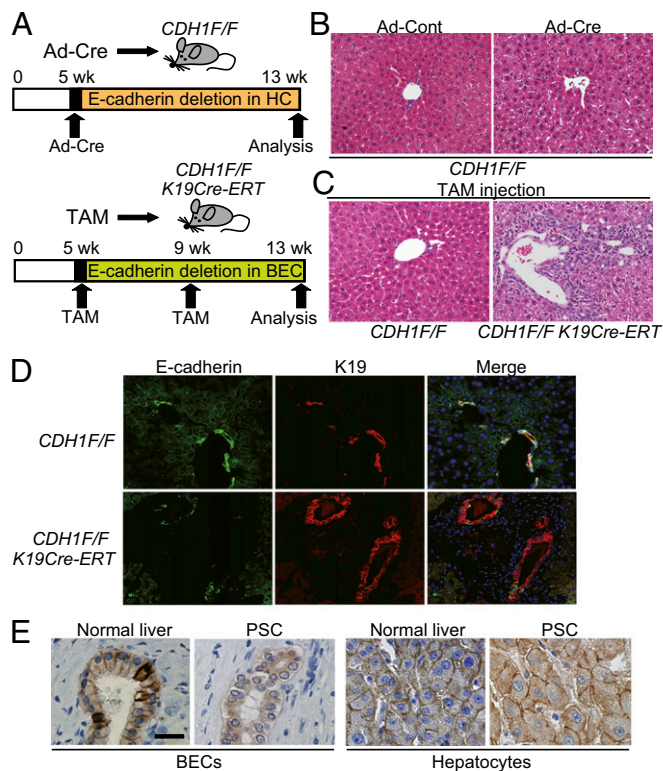 A
CDH1F/F
Ad-Cre
0 5 wk 13 wk
E-cadherin deletion in HC
Ad-Cre Analysis
CDH1F/F
K19Cre-ERT
TAM
0 5 wk 9 wk 13 wk
E-cadherin deletion in BEC
TAM TAM Analysis
B
Ad-Cont Ad-Cre
CDH1F/F
C
TAM injection
CDH1F/F CDH1F/F K19Cre-ERT
D
E-cadherin K19 Merge
CDH1F/F
CDH1F/F
K19Cre-ERT
E
Normal liver PSC Normal liver PSC
BECs Hepatocytes